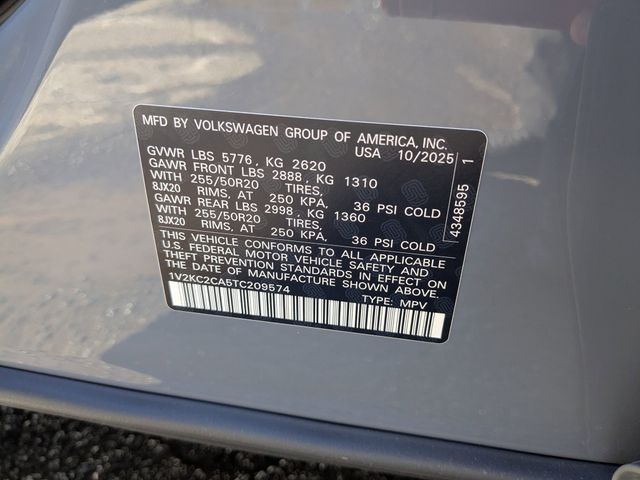 MFD BY VOLKSWAGEN GROUP OF AMERICA, INC.
USA 10/2025
GVWR LBS 5776, KG 2620
GAWR FRONT LBS 2888, KG 1310
WITH 255/50R20 TIRES,
8JX20 RIMS, AT 250 KPA, 36 PSI COLD
GAWR REAR LBS 2998, KG 1360
WITH 255/50R20 TIRES,
8JX20 RIMS, AT 250 KPA, 36 PSI COLD
THIS VEHICLE CONFORMS TO ALL APPLICABLE
U.S. FEDERAL MOTOR VEHICLE SAFETY AND
THEFT PREVENTION STANDARDS IN EFFECT ON
THE DATE OF MANUFACTURE SHOWN ABOVE.
1V2KC2CA5TC209574
TYPE: MPV
4348595 1